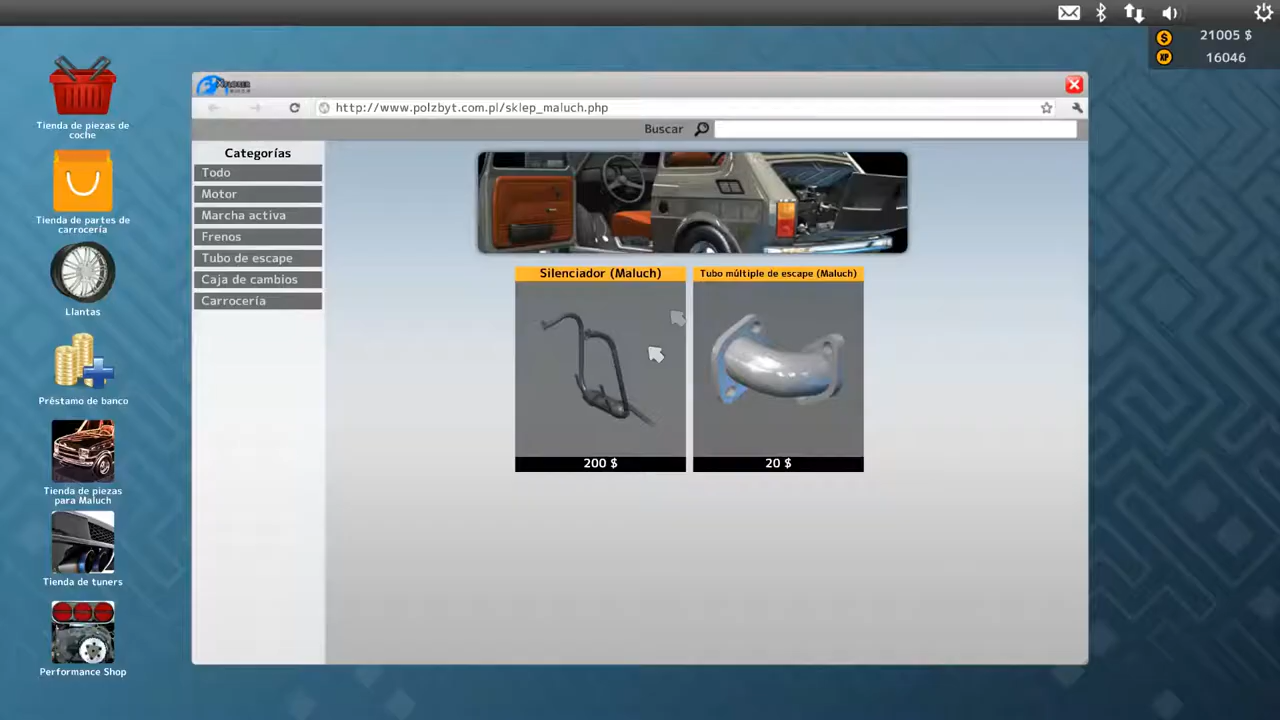 21005 $
16046
Tienda de piezas de
coche
Tienda de partes de
carrocería
Llantas
Préstamo de banco
Tienda de piezas
para Maluch
Tienda de tuners
Performance Shop
http://www.polzbyt.com.pl/sklep_maluch.php
Buscar
Categorías
Todo
Motor
Marcha activa
Frenos
Tubo de escape
Caja de cambios
Carrocería
Silenciador (Maluch)
200 $
Tubo múltiple de escape (Maluch)
20 $